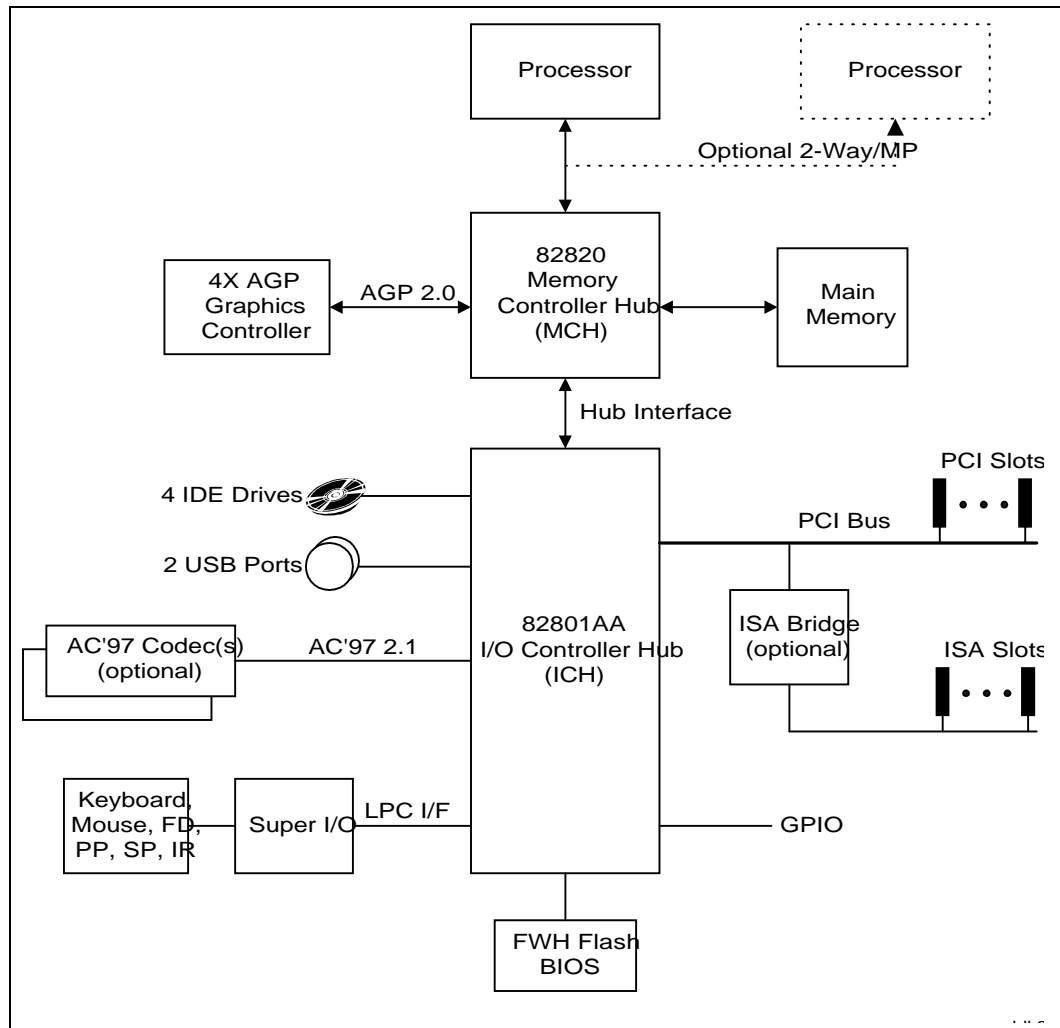 Processor
Processor
Optional 2-Way/MP
82820
Memory
Controller Hub
(MCH)
4X AGP
Graphics
Controller
AGP 2.0
Main
Memory
Hub Interface
4 IDE Drives
2 USB Ports
PCI Slots
PCI Bus
82801AA
I/O Controller Hub
(ICH)
AC'97 Codec(s)
(optional)
AC'97 2.1
ISA Bridge
(optional)
ISA Slots
Keyboard,
Mouse, FD,
PP, SP, IR
Super I/O
LPC I/F
GPIO
FWH Flash
BIOS